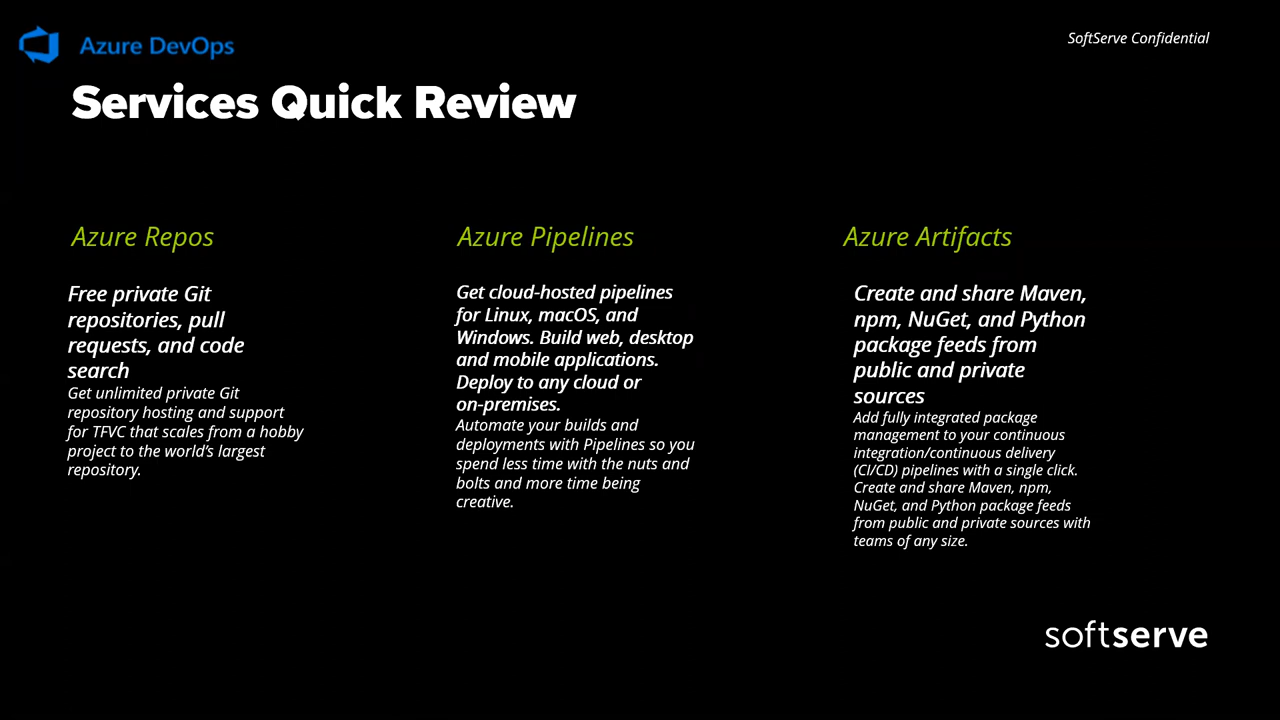 Azure DevOps
SoftServe Confidential
Services Quick Review
Azure Repos
Free private Git
repositories, pull
requests, and code
search
Get unlimited private Git
repository hosting and support
for TFVC that scales from a hobby
project to the world’s largest
repository.
Azure Pipelines
Get cloud-hosted pipelines
for Linux, macOS, and
Windows. Build web, desktop
and mobile applications.
Deploy to any cloud or
on-premises.
Automate your builds and
deployments with Pipelines so you
spend less time with the nuts and
bolts and more time being
creative.
Azure Artifacts
Create and share Maven,
npm, NuGet, and Python
package feeds from
public and private
sources
Add fully integrated package
management to your continuous
integration/continuous delivery
(CI/CD) pipelines with a single click.
Create and share Maven, npm,
NuGet, and Python package feeds
from public and private sources with
teams of any size.
softserve